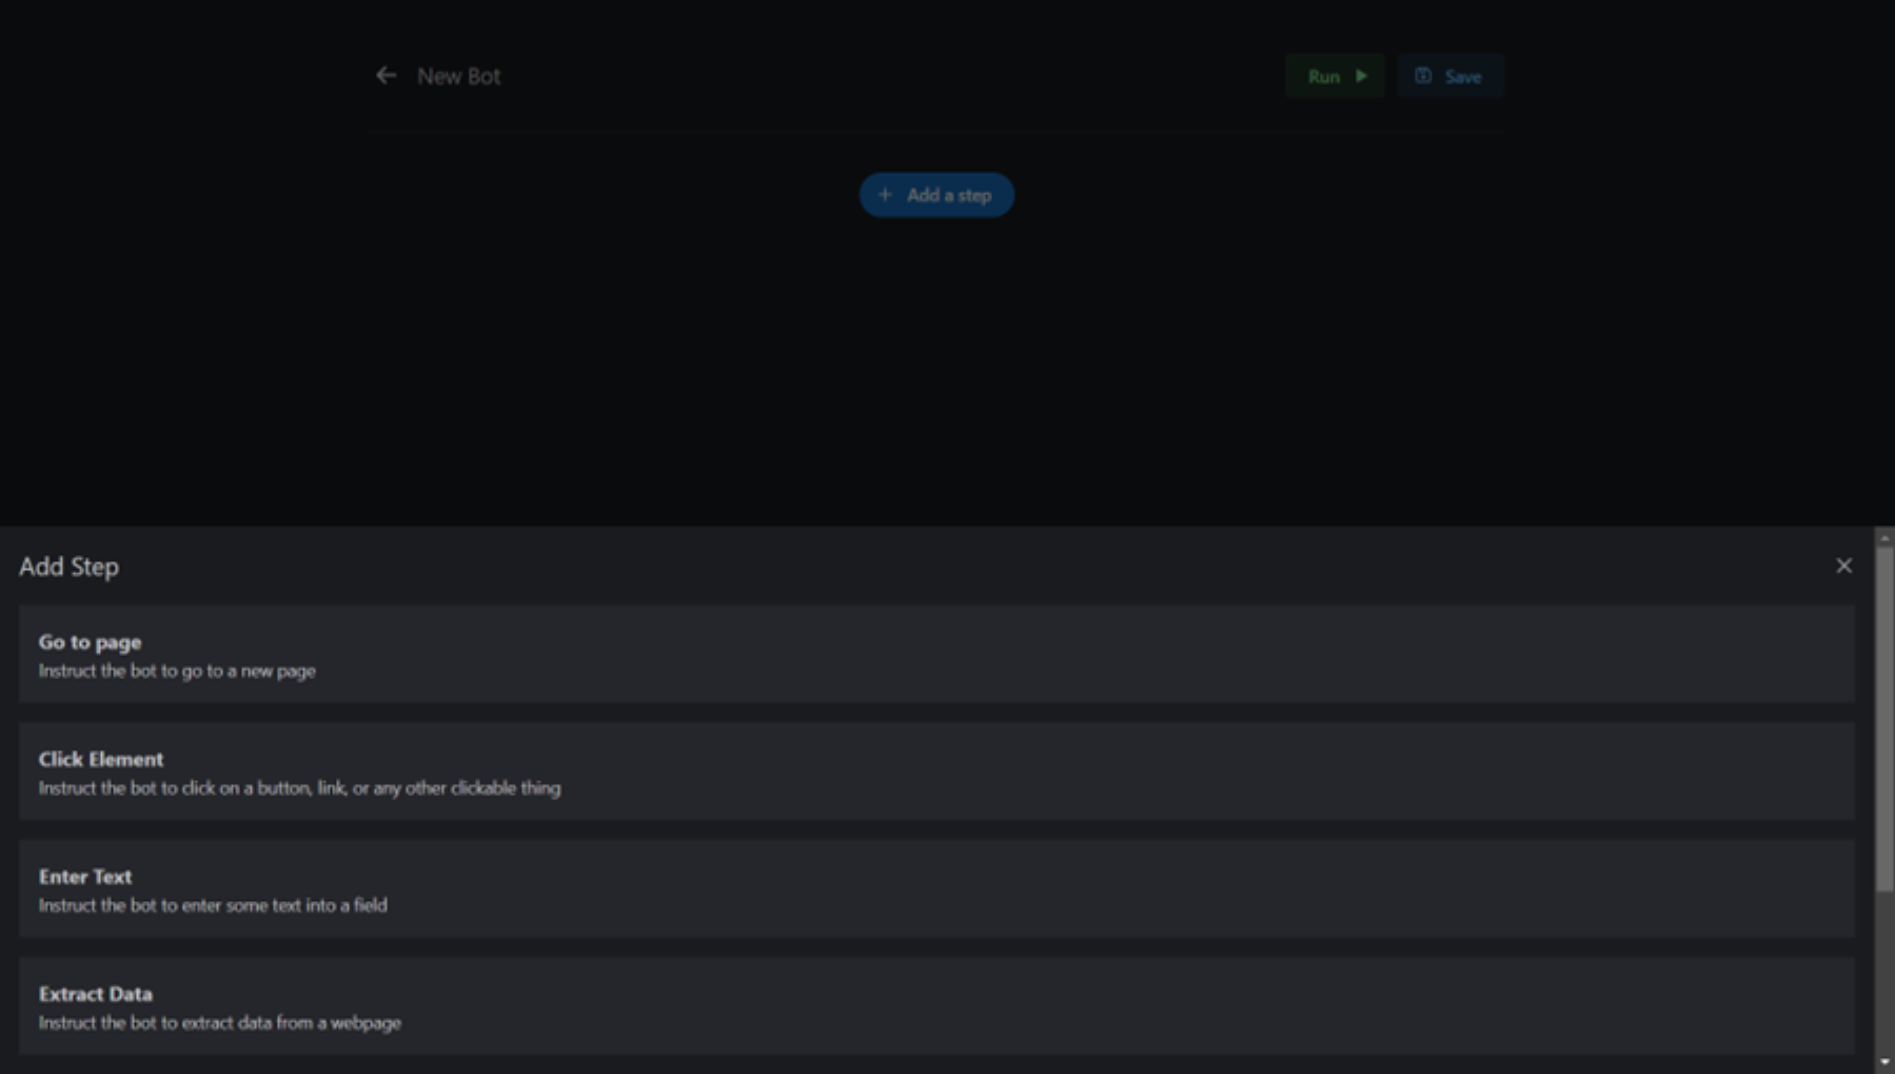 New Bot
Run
Save
+ Add a step
Add Step
Go to page
Instruct the bot to go to a new page
Click Element
Instruct the bot to click on a button, link, or any other clickable thing
Enter Text
Instruct the bot to enter some text into a field
Extract Data
Instruct the bot to extract data from a webpage